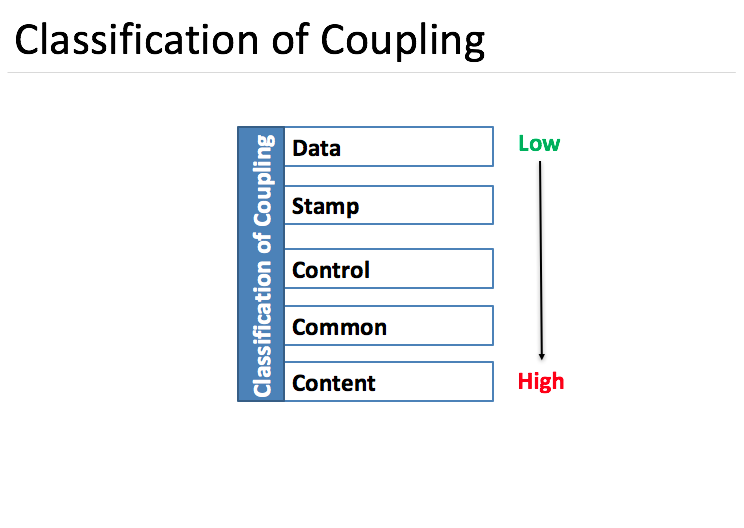 Classification of Coupling
Classification of Coupling
Data
Low
Stamp
Control
Common
Content
High